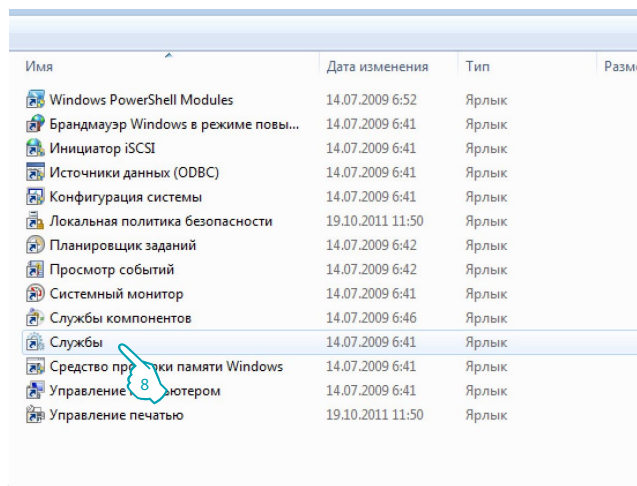 Имя Дата изменения Тип
Windows PowerShell Modules 14.07.2009 6:52 Ярлык
Брандмауэр Windows в режиме повы... 14.07.2009 6:41 Ярлык
Инициатор iSCSI 14.07.2009 6:41 Ярлык
Источники данных (ODBC) 14.07.2009 6:41 Ярлык
Конфигурация системы 14.07.2009 6:41 Ярлык
Локальная политика безопасности 19.10.2011 11:50 Ярлык
Планировщик заданий 14.07.2009 6:42 Ярлык
Просмотр событий 14.07.2009 6:42 Ярлык
Системный монитор 14.07.2009 6:41 Ярлык
Службы компонентов 14.07.2009 6:46 Ярлык
Службы 14.07.2009 6:41 Ярлык
Средство памяти Windows 14.07.2009 6:41 Ярлык
8
Управление 14.07.2009 6:41 Ярлык
Управление печатью 19.10.2011 11:50 Ярлык